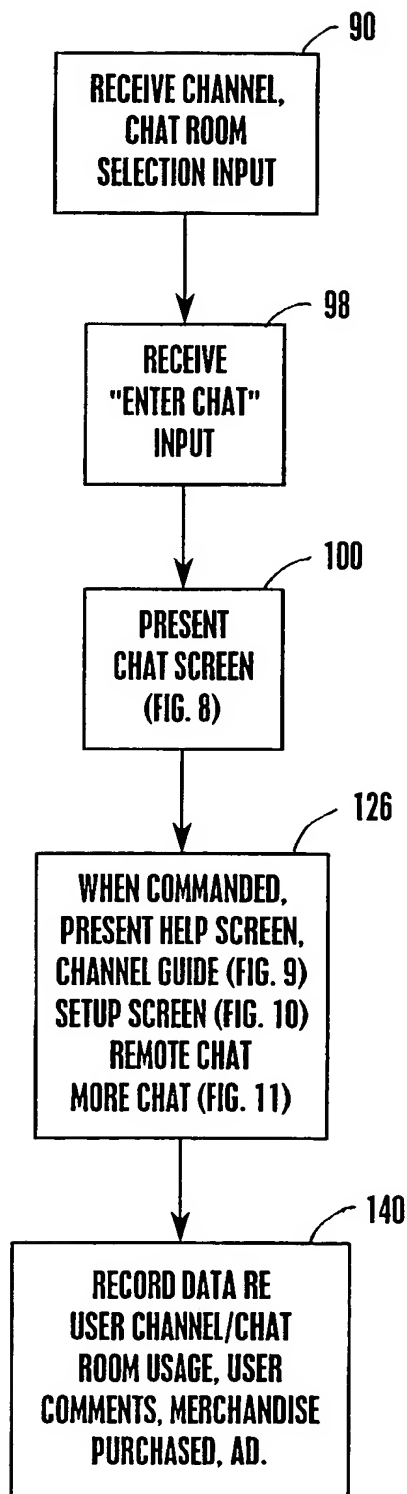 90
RECEIVE CHANNEL,
CHAT ROOM
SELECTION INPUT
98
RECEIVE
"ENTER CHAT"
INPUT
100
PRESENT
CHAT SCREEN
(FIG. 8)
126
WHEN COMMANDED,
PRESENT HELP SCREEN,
CHANNEL GUIDE (FIG. 9)
SETUP SCREEN (FIG. 10)
REMOTE CHAT
MORE CHAT (FIG. 11)
140
RECORD DATA RE
USER CHANNEL/CHAT
ROOM USAGE, USER
COMMENTS, MERCHANDISE
PURCHASED, AD.